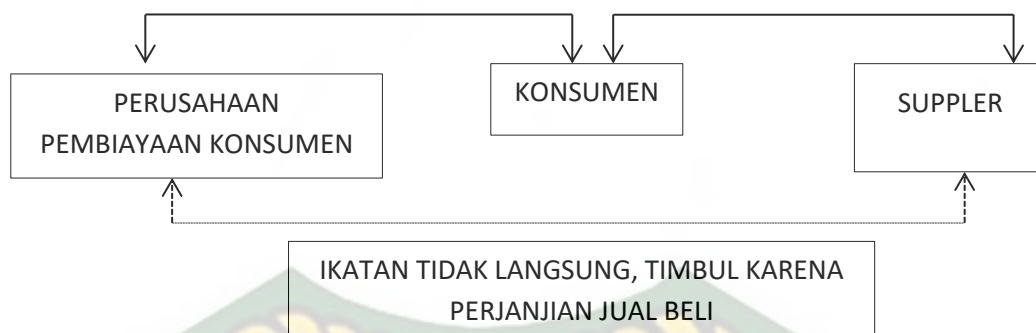 PERUSAHAAN
PEMBIAYAAN KONSUMEN
KONSUMEN
SUPPLER
IKATAN TIDAK LANGSUNG, TIMBUL KARENA
PERJANJIAN JUAL BELI